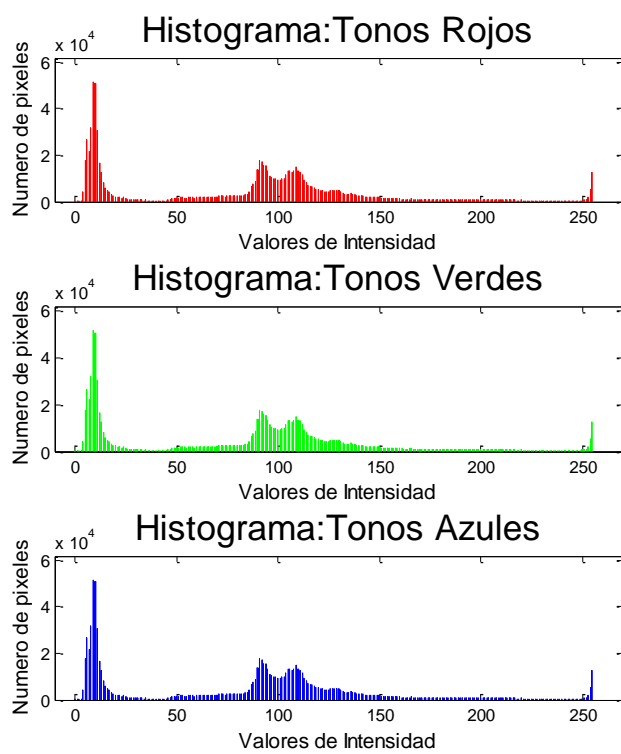 Histograma:Tonos Rojos
x 10^4
6
4
2
0
Numero de pixeles
0 50 100 150 200 250
Valores de Intensidad
Histograma:Tonos Verdes
x 10^4
6
4
2
0
Numero de pixeles
0 50 100 150 200 250
Valores de Intensidad
Histograma:Tonos Azules
x 10^4
6
4
2
0
Numero de pixeles
0 50 100 150 200 250
Valores de Intensidad